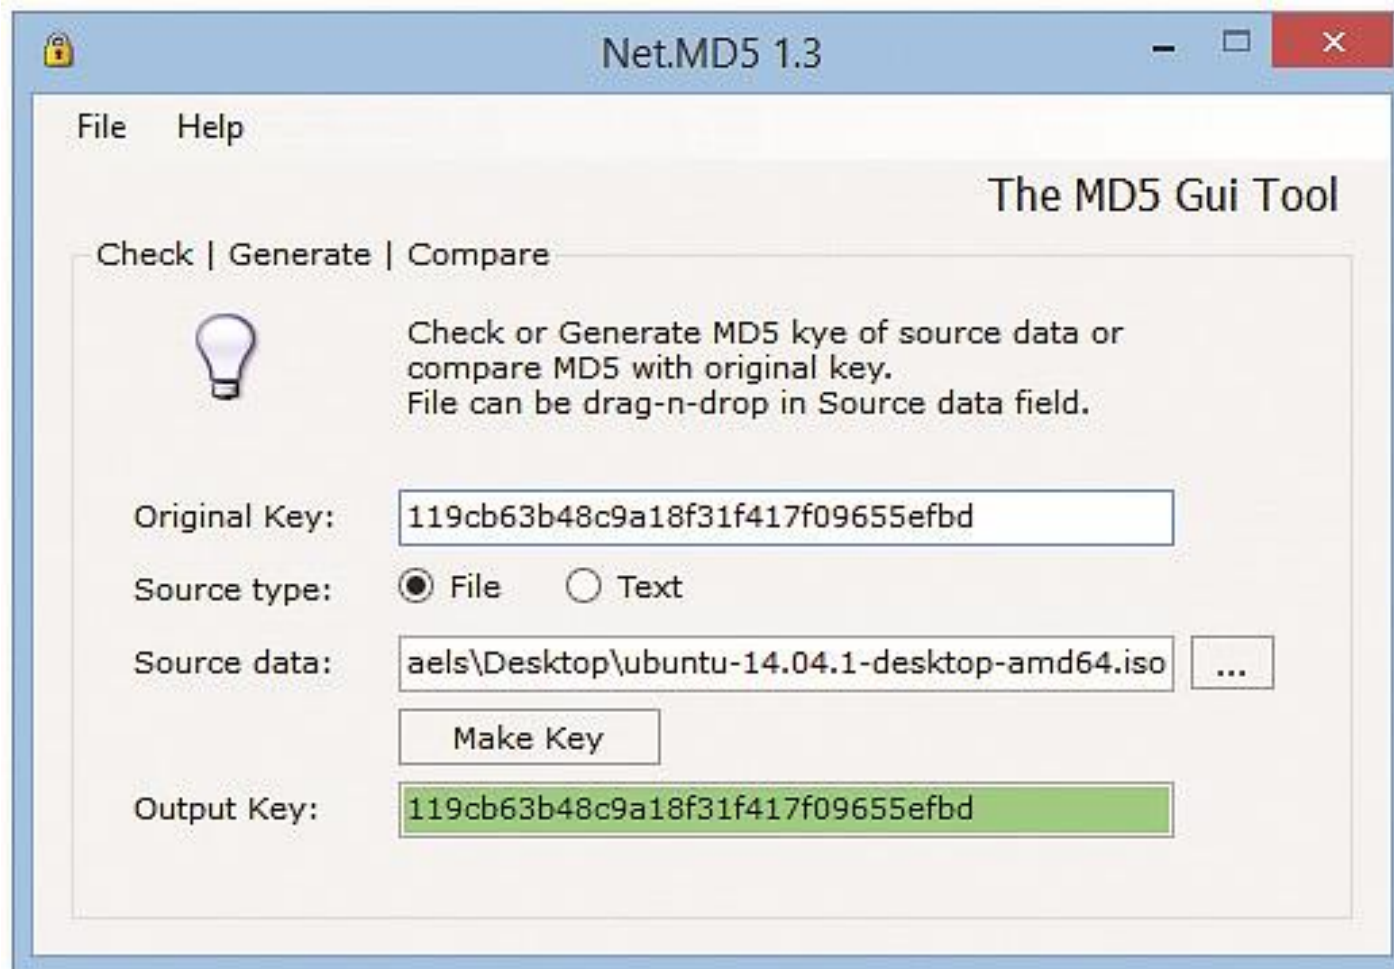 Net.MD5 1.3
File Help
The MD5 Gui Tool
Check | Generate | Compare
Check or Generate MD5 kye of source data or
compare MD5 with original key.
File can be drag-n-drop in Source data field.
Original Key: 119cb63b48c9a18f31f417f09655efbd
Source type: File Text
Source data: aels\Desktop\ubuntu-14.04.1-desktop-amd64.iso ...
Make Key
Output Key: 119cb63b48c9a18f31f417f09655efbd